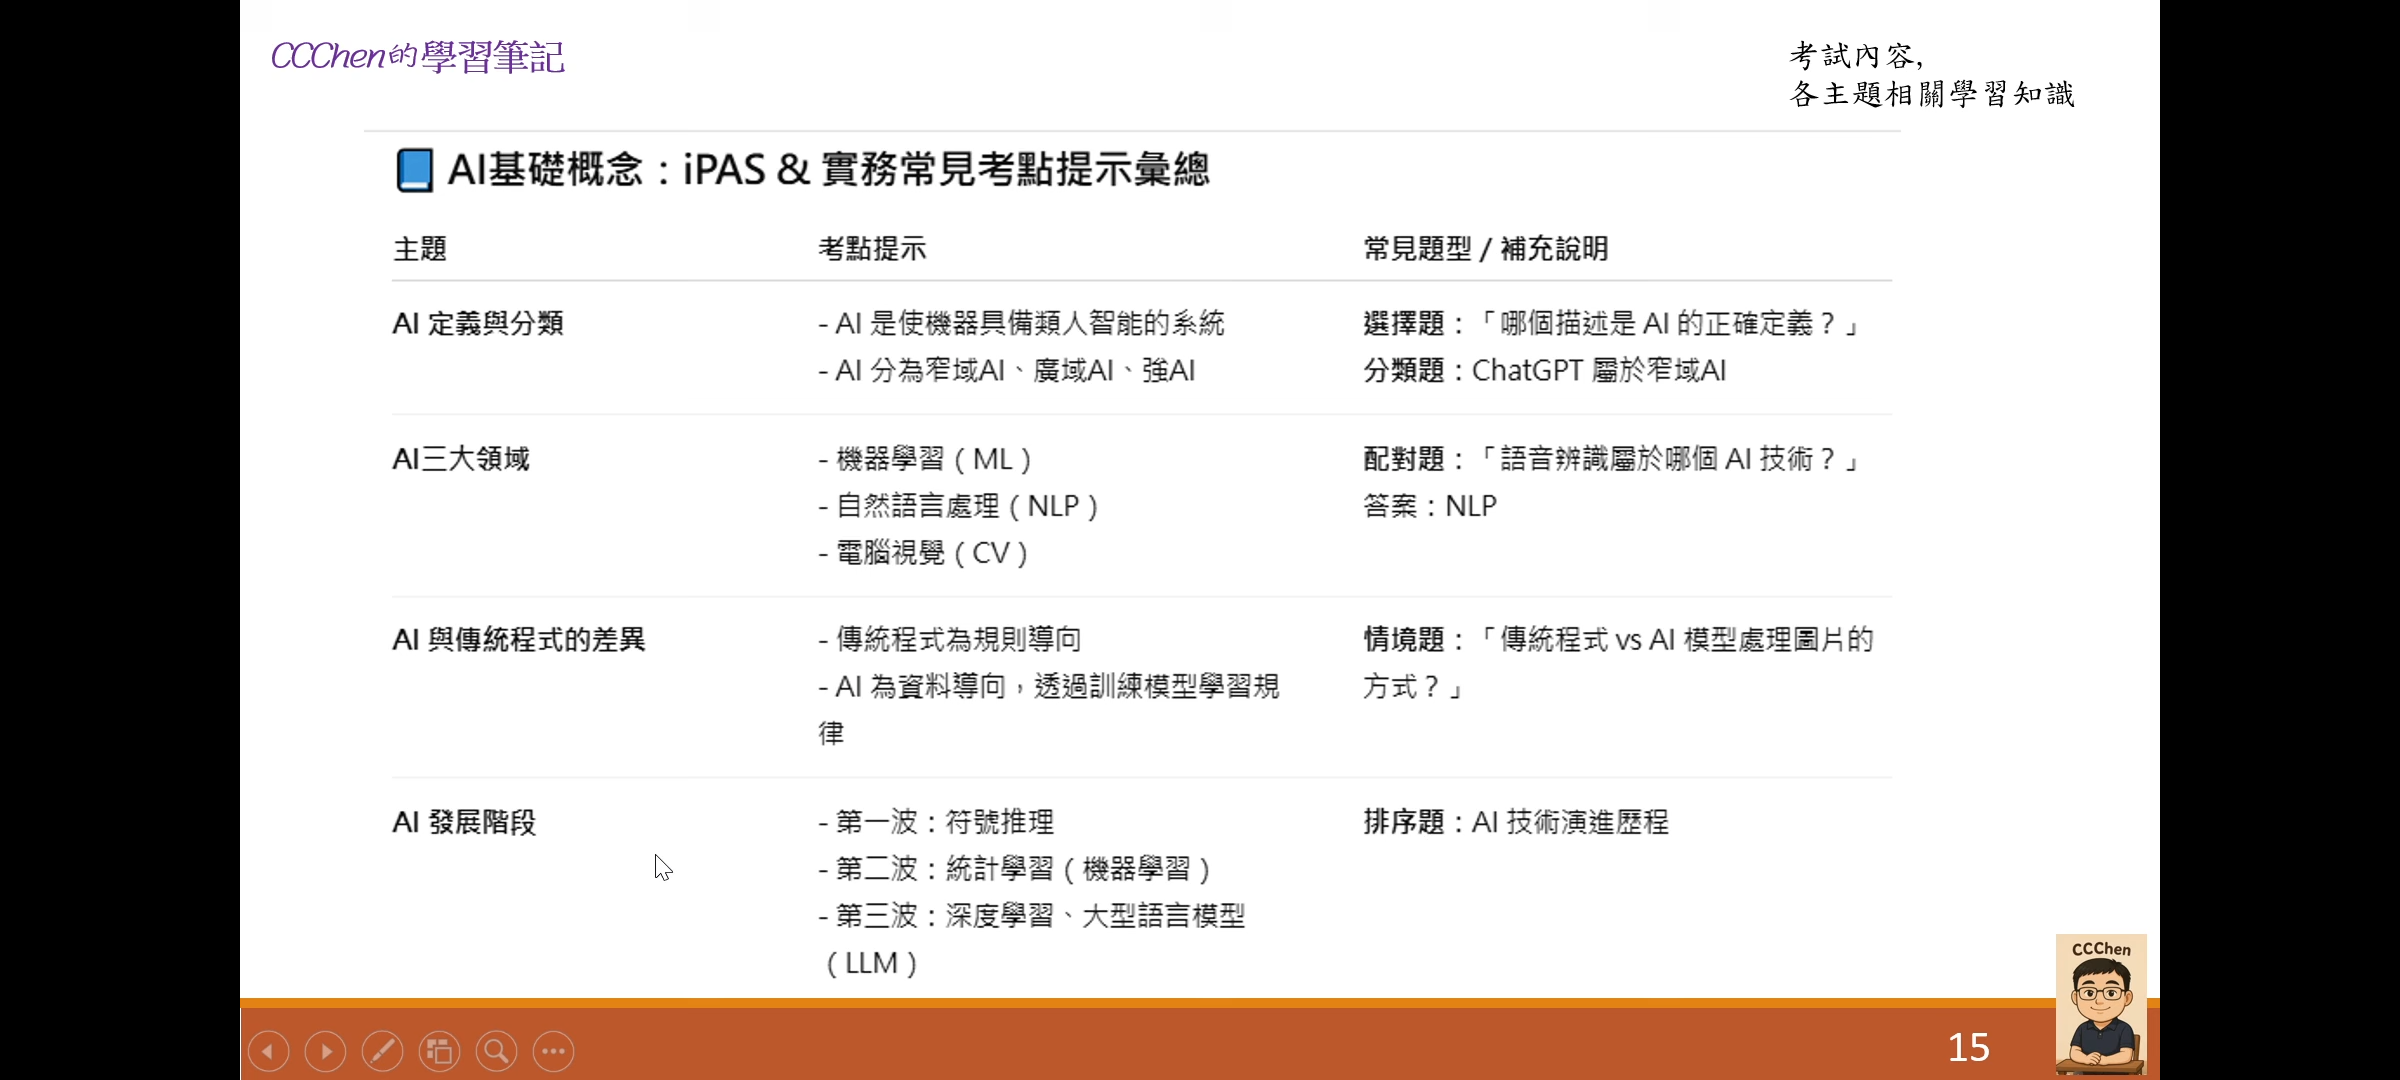 CCChen的學習筆記
考試內容,
各主題相關學習知識
AI基礎概念：iPAS & 實務常見考點提示彙總
主題 考點提示 常見題型 / 補充說明
AI 定義與分類 - AI 是使機器具備類人智能的系統 選擇題：「哪個描述是 AI 的正確定義？」
- AI 分為窄域AI、廣域AI、強AI 分類題：ChatGPT 屬於窄域AI
AI三大領域 - 機器學習（ML） 配對題：「語音辨識屬於哪個 AI 技術？」
- 自然語言處理（NLP） 答案：NLP
- 電腦視覺（CV）
AI 與傳統程式的差異 - 傳統程式為規則導向 情境題：「傳統程式 vs AI 模型處理圖片的
- AI 為資料導向，透過訓練模型學習規 方式？」
律
AI 發展階段 - 第一波：符號推理 排序題：AI 技術演進歷程
- 第二波：統計學習（機器學習）
- 第三波：深度學習、大型語言模型
（LLM）
CCChen
15